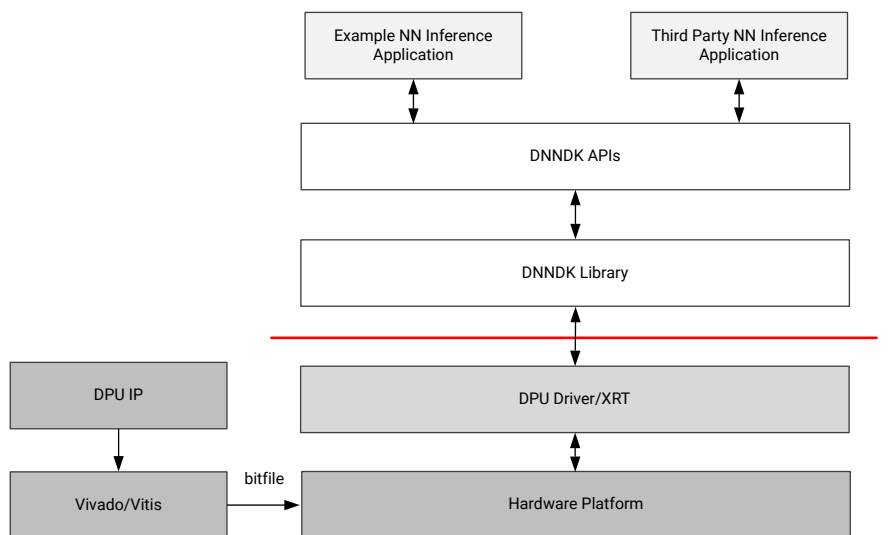 Example NN Inference
Application
Third Party NN Inference
Application
DNNDK APIs
DNNDK Library
DPU IP
DPU Driver/XRT
bitfile
Vivado/Vitis
Hardware Platform